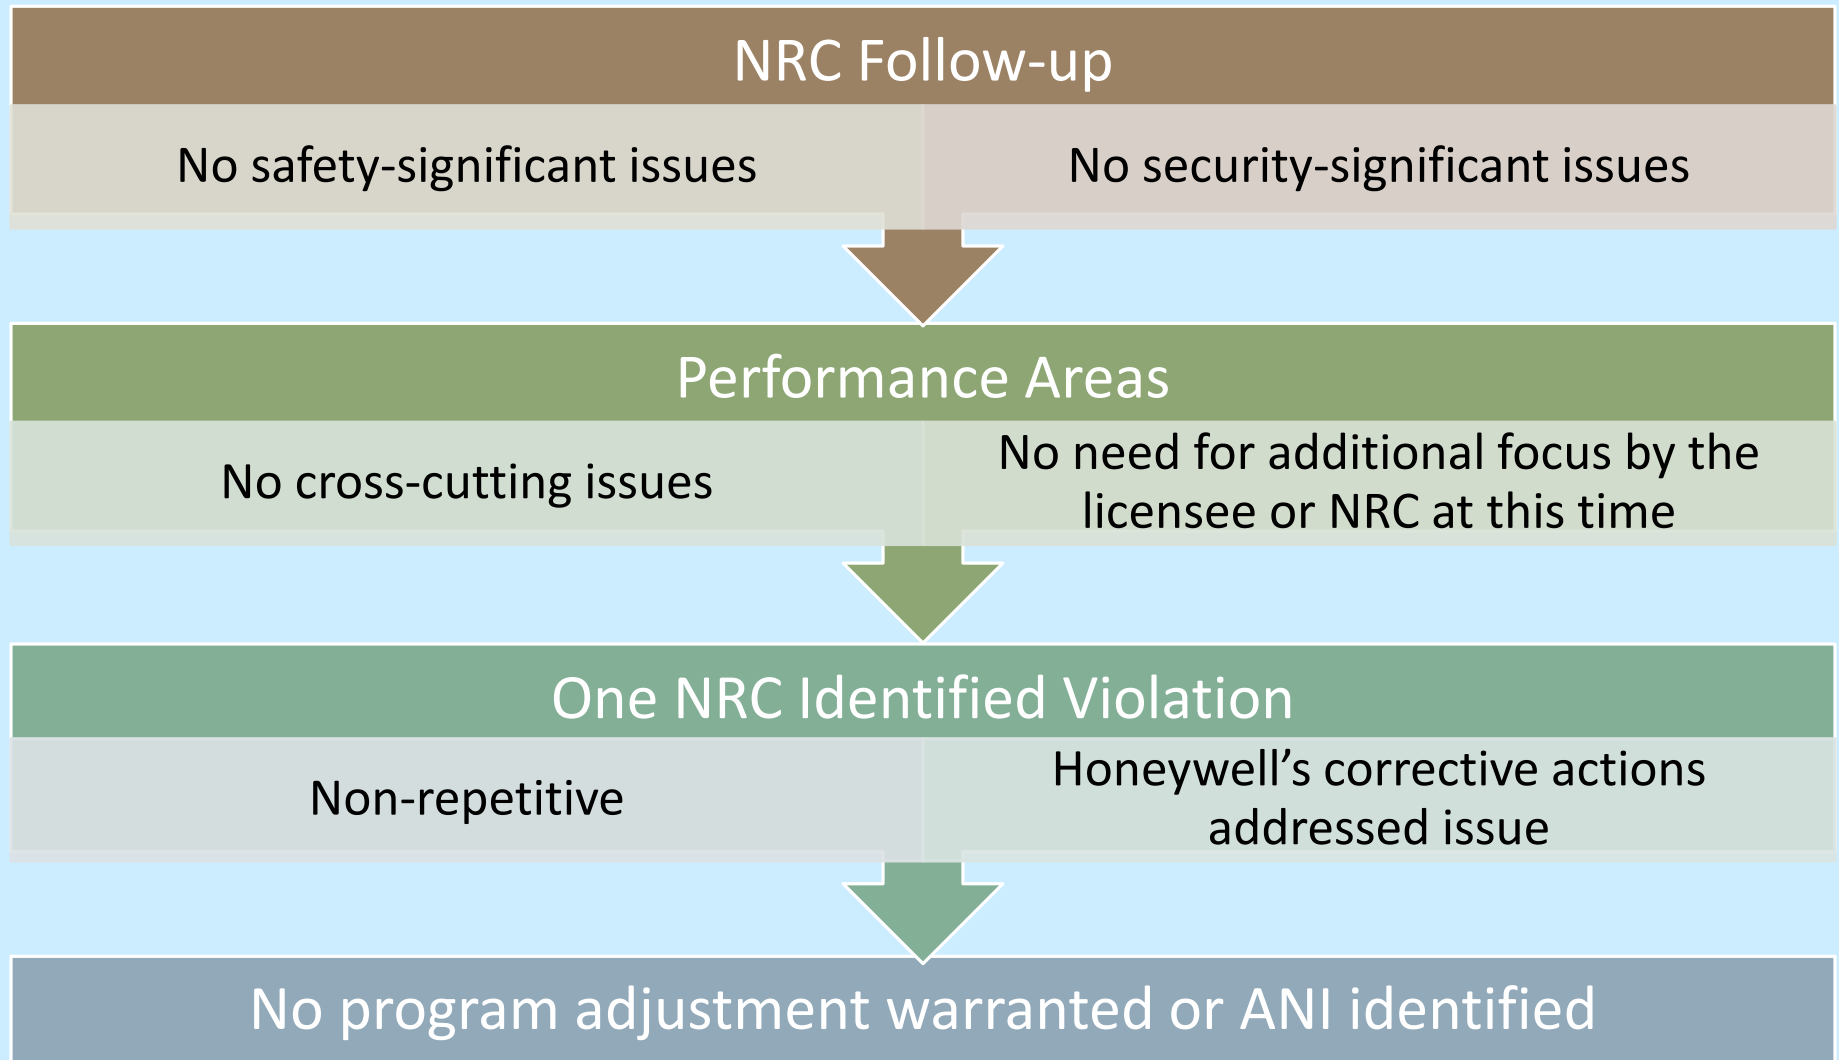 NRC Follow-up
No safety-significant issues
No security-significant issues
Performance Areas
No cross-cutting issues
No need for additional focus by the
licensee or NRC at this time
One NRC Identified Violation
Non-repetitive
Honeywell’s corrective actions
addressed issue
No program adjustment warranted or ANI identified